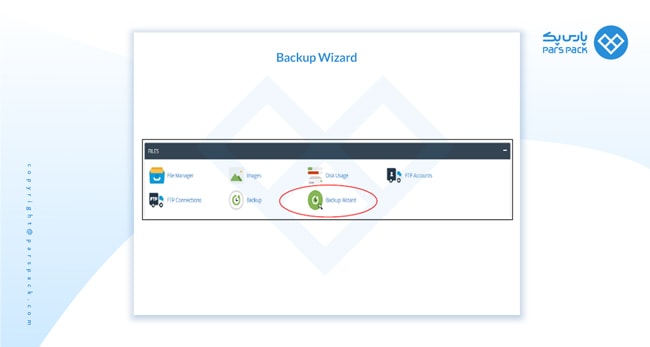 پارس پک
PARS PACK
Backup Wizard
FILES
File Manager
Images
Disk Usage
FTP Accounts
FTP Connections
Backup
Backup Wizard
copyright@parspack.com